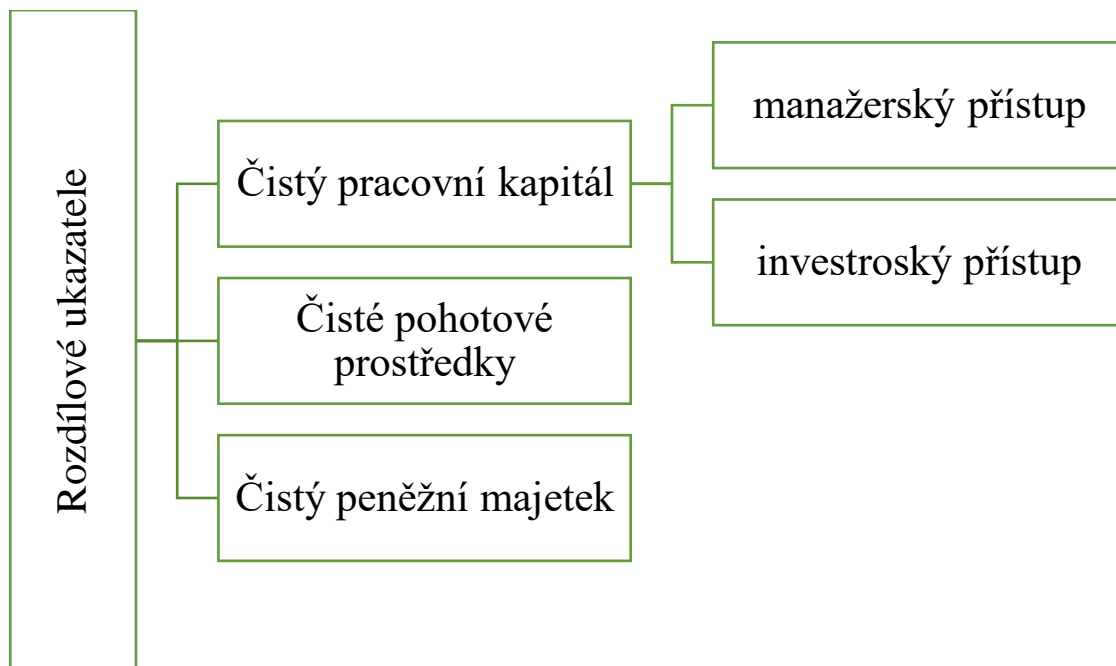 Rozdílové ukazatele
Čistý pracovní kapitál
manažerský přístup
investroský přístup
Čisté pohotové
prostředky
Čistý peněžní majetek